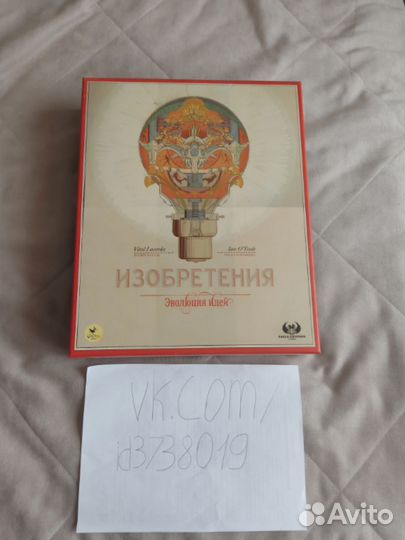 Vital Lacerda
Ian O'Toole
ИЗОБРЕТЕНИЯ
Эволюция идей
vk.com/
id3738019
Avito